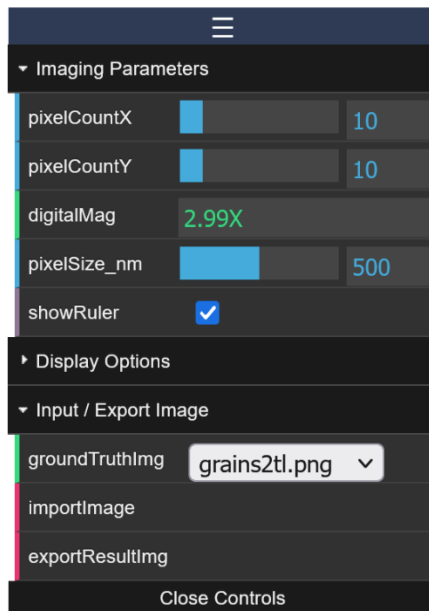 Imaging Parameters
pixelCountX 10
pixelCountY 10
digitalMag 2.99X
pixelSize_nm 500
showRuler
Display Options
Input / Export Image
groundTruthImg grains2tl.png
importImage
exportResultImg
Close Controls